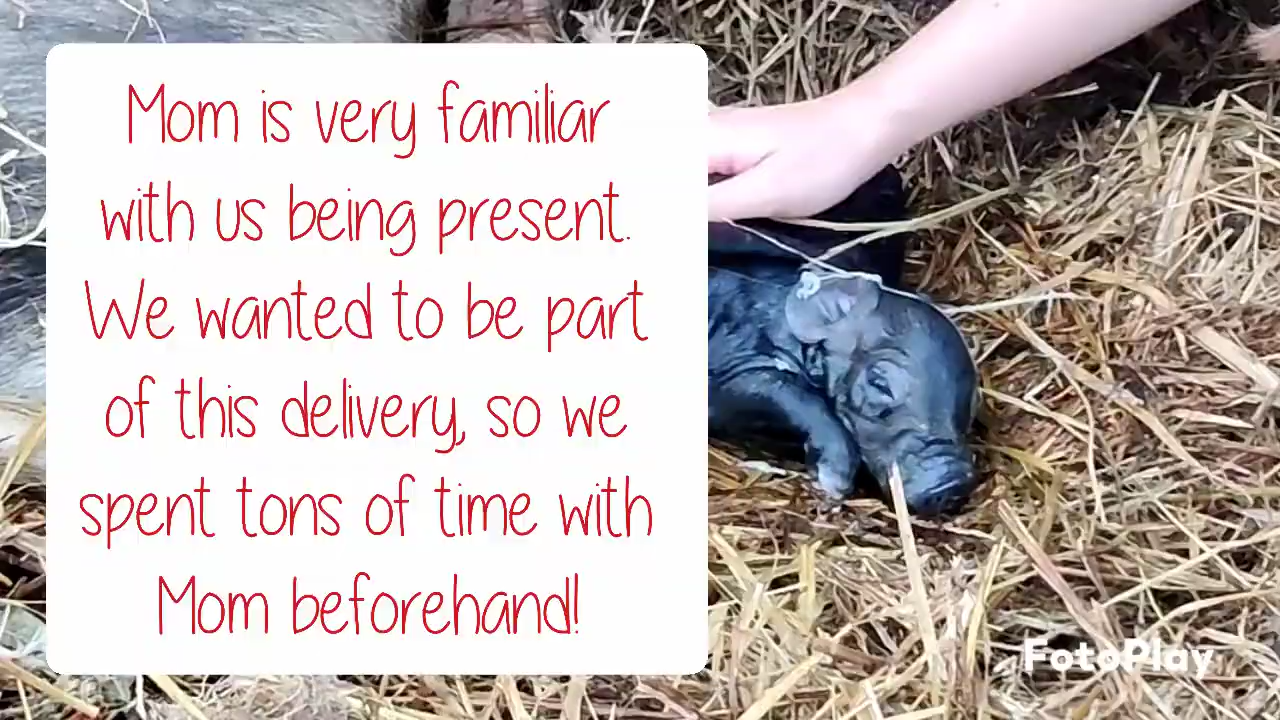 Mom is very familiar
with us being present.
We wanted to be part
of this delivery, so we
spent tons of time with
Mom beforehand!
FotoPlay